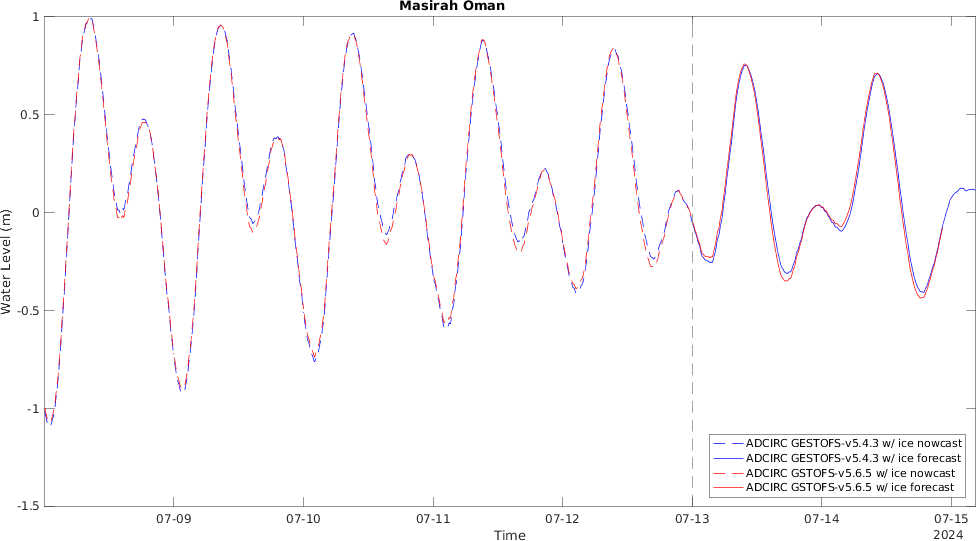 Masirah Oman
1
0.5
0
-0.5
-1
-1.5
Water Level (m)
07-09 07-10 07-11 07-12 07-13 07-14 07-15
Time
2024
ADCIRC GESTOFS-v5.4.3 w/ ice nowcast
ADCIRC GESTOFS-v5.4.3 w/ ice forecast
ADCIRC GSTOFS-v5.6.5 w/ ice nowcast
ADCIRC GSTOFS-v5.6.5 w/ ice forecast